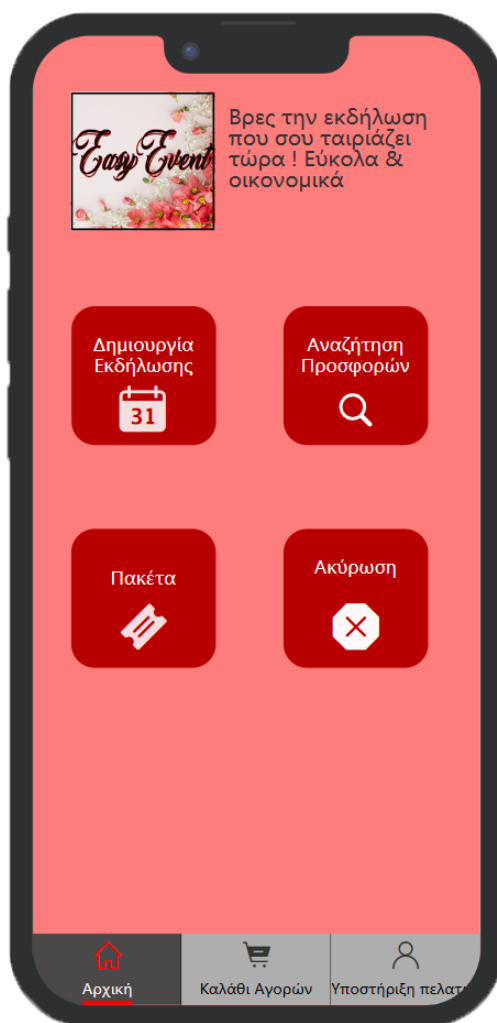 Easy Event
Βρες την εκδήλωση
που σου ταιριάζει
τώρα ! Εύκολα &
οικονομικά
Δημιουργία
Εκδήλωσης
31
Αναζήτηση
Προσφορών
Πακέτα
Ακύρωση
Αρχική
Καλάθι Αγορών
Υποστήριξη πελατ